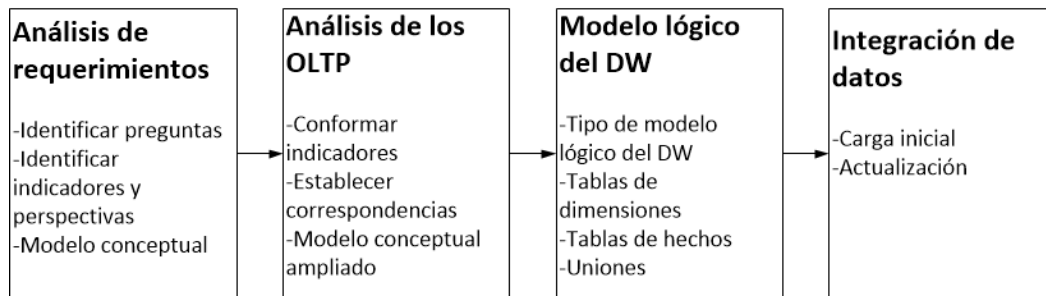 Análisis de
requerimientos
-Identificar preguntas
-Identificar
indicadores y
perspectivas
-Modelo conceptual
Análisis de los
OLTP
-Conformar
indicadores
-Establecer
correspondencias
-Modelo conceptual
ampliado
Modelo lógico
del DW
-Tipo de modelo
lógico del DW
-Tablas de
dimensiones
-Tablas de hechos
-Uniones
Integración de
datos
-Carga inicial
-Actualización